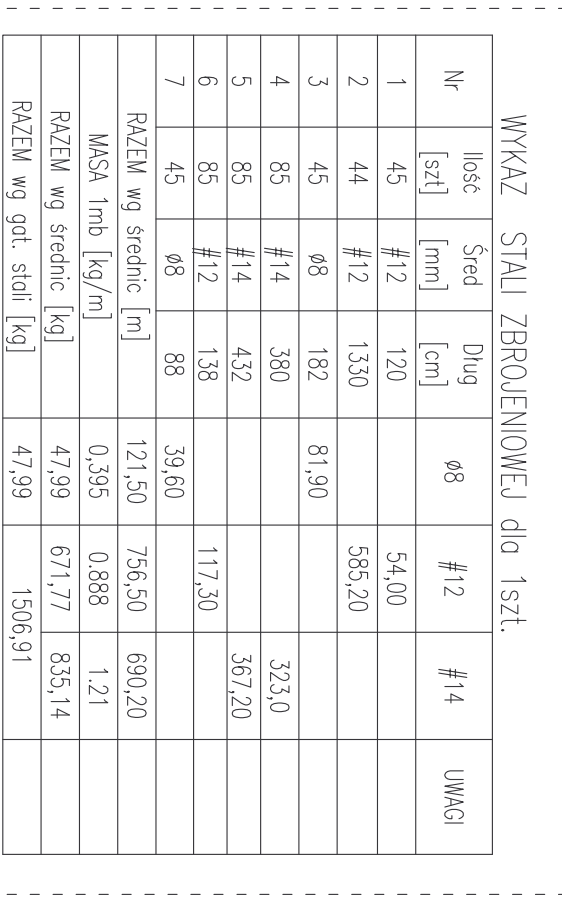 WYKAZ STALI ZBROJENIOWEJ dla 1szt.
Nr Ilość [szt] Śred [mm] Dług [cm] ø8 #12 #14 UWAGI
1 45 #12 120 54,00
2 44 #12 1330 585,20
3 45 ø8 182 81,90
4 85 #14 380 323,0
5 85 #14 432 367,20
6 85 #12 138 117,30
7 45 ø8 88 39,60
RAZEM wg średnic [m] 121,50 756,50 690,20
MASA 1mb [kg/m] 0,395 0.888 1.21
RAZEM wg średnic [kg] 47,99 671,77 835,14
RAZEM wg gat. stali [kg] 47,99 1506,91